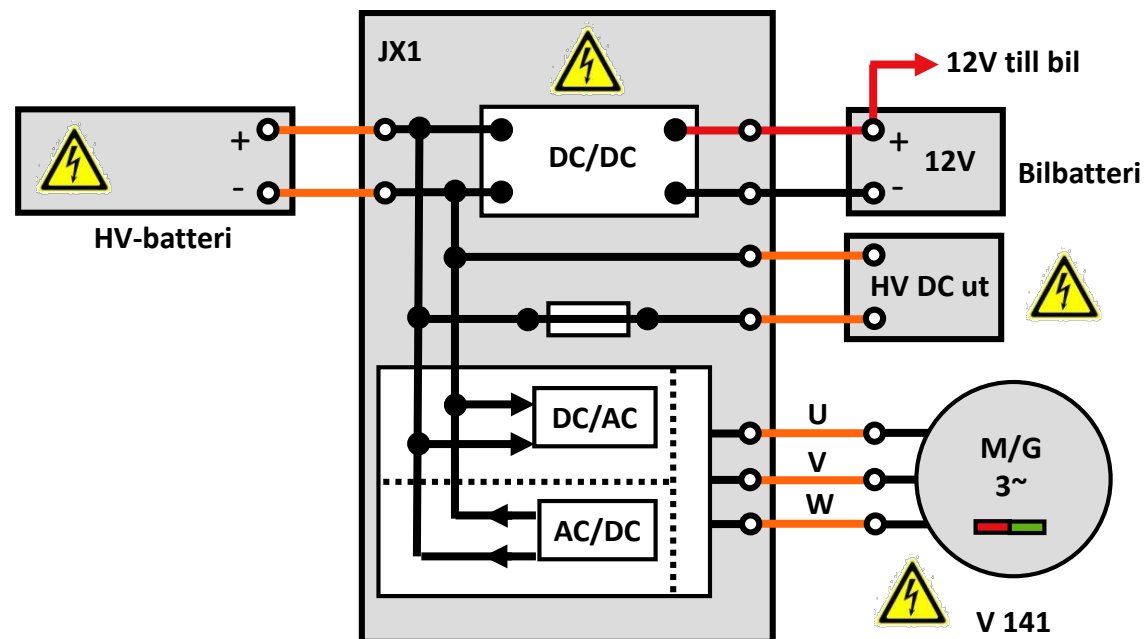 JX1
12V till bil
+
-
HV-batteri
DC/DC
+
12V
-
Bilbatteri
HV DC ut
DC/AC
AC/DC
U
V
W
M/G
3~
V 141